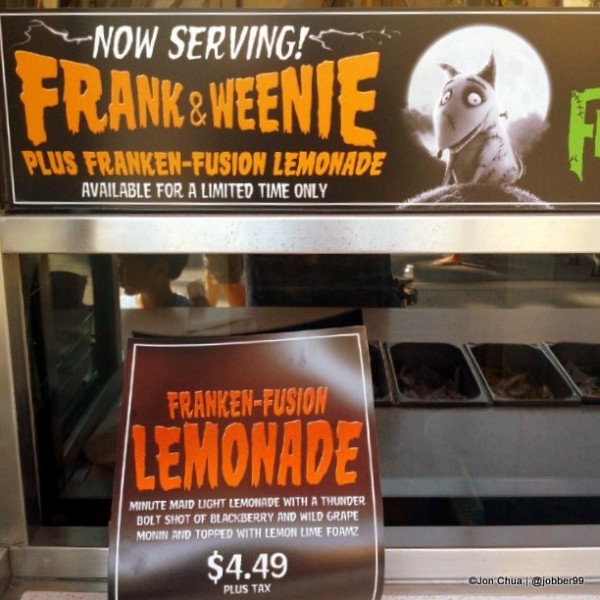 NOW SERVING!
FRANK & WEENIE
PLUS FRANKEN-FUSION LEMONADE
AVAILABLE FOR A LIMITED TIME ONLY
FRANKEN-FUSION
LEMONADE
MINUTE MAID LIGHT LEMONADE WITH A THUNDER
BOLT SHOT OF BLACKBERRY AND WILD GRAPE
MONIN AND TOPPED WITH LEMON LIME FOAMZ
$4.49
PLUS TAX
©Jon Chua | @jobber99